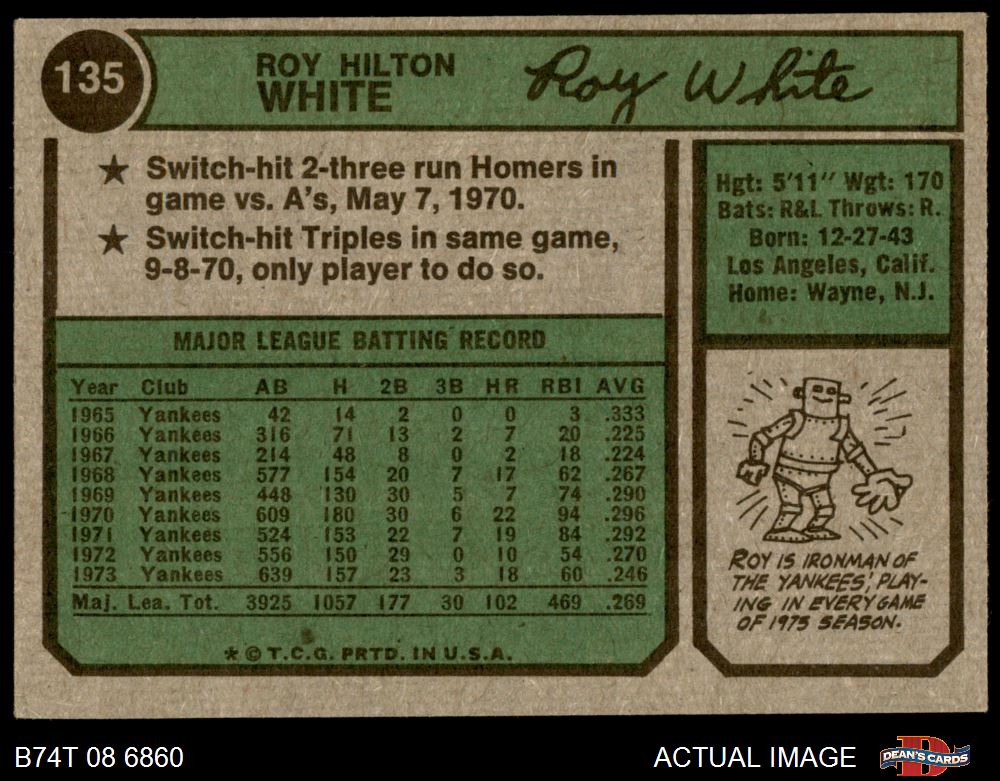 135
ROY HILTON
WHITE
Roy White
★ Switch-hit 2-three run Homers in
game vs. A's, May 7, 1970.
★ Switch-hit Triples in same game,
9-8-70, only player to do so.
Hgt: 5'11" Wgt: 170
Bats: R&L Throws: R.
Born: 12-27-43
Los Angeles, Calif.
Home: Wayne, N.J.
MAJOR LEAGUE BATTING RECORD
Year Club AB H 2B 3B HR RBI AVG
1965 Yankees 42 14 2 0 0 3 .333
1966 Yankees 316 71 13 2 7 20 .225
1967 Yankees 214 48 8 0 2 18 .224
1968 Yankees 577 154 20 7 17 62 .267
1969 Yankees 448 130 30 5 7 74 .290
1970 Yankees 609 180 30 6 22 94 .296
1971 Yankees 524 153 22 7 19 84 .292
1972 Yankees 556 150 29 0 10 54 .270
1973 Yankees 639 157 23 3 18 60 .246
Maj. Lea. Tot. 3925 1057 177 30 102 469 .269
★ © T.C.G. PRTD. IN U.S.A.
ROY IS IRONMAN OF
THE YANKEES', PLAY-
ING IN EVERY GAME
OF 1973 SEASON.
B74T 08 6860
ACTUAL IMAGE
DEAN'S CARDS